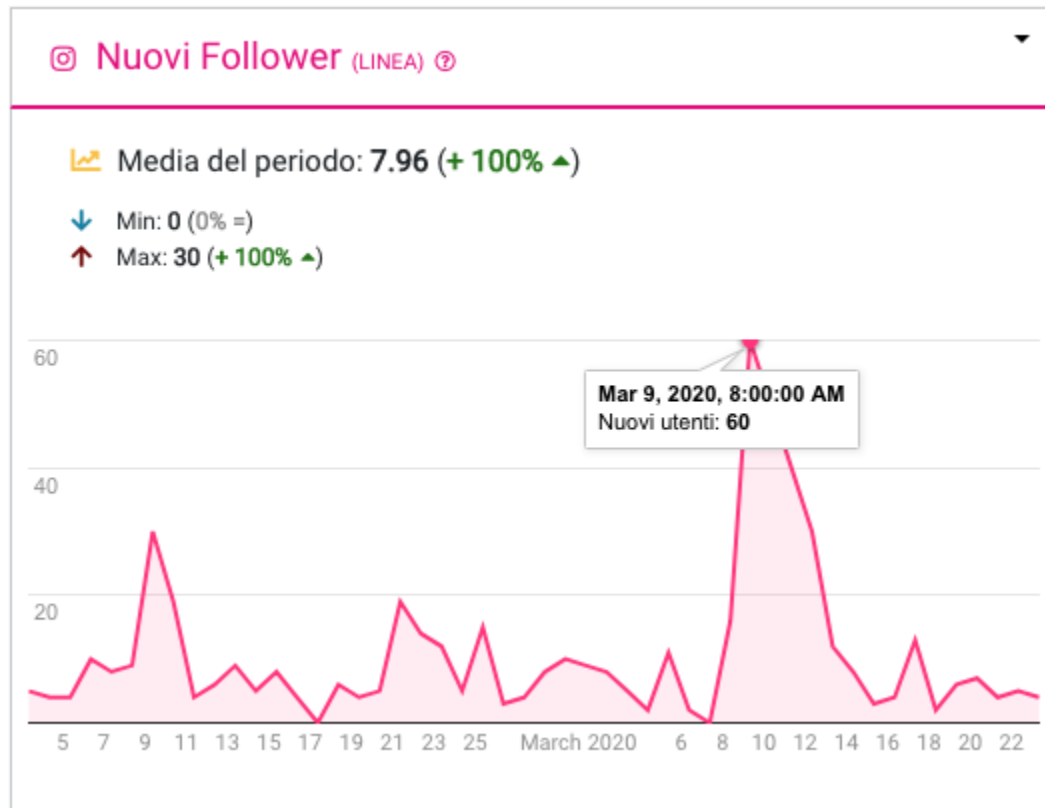 Nuovi Follower (LINEA)
Media del periodo: 7.96 (+ 100% ▲)
Min: 0 (0% =)
Max: 30 (+ 100% ▲)
60
Mar 9, 2020, 8:00:00 AM
Nuovi utenti: 60
40
20
5 7 9 11 13 15 17 19 21 23 25 March 2020 6 8 10 12 14 16 18 20 22